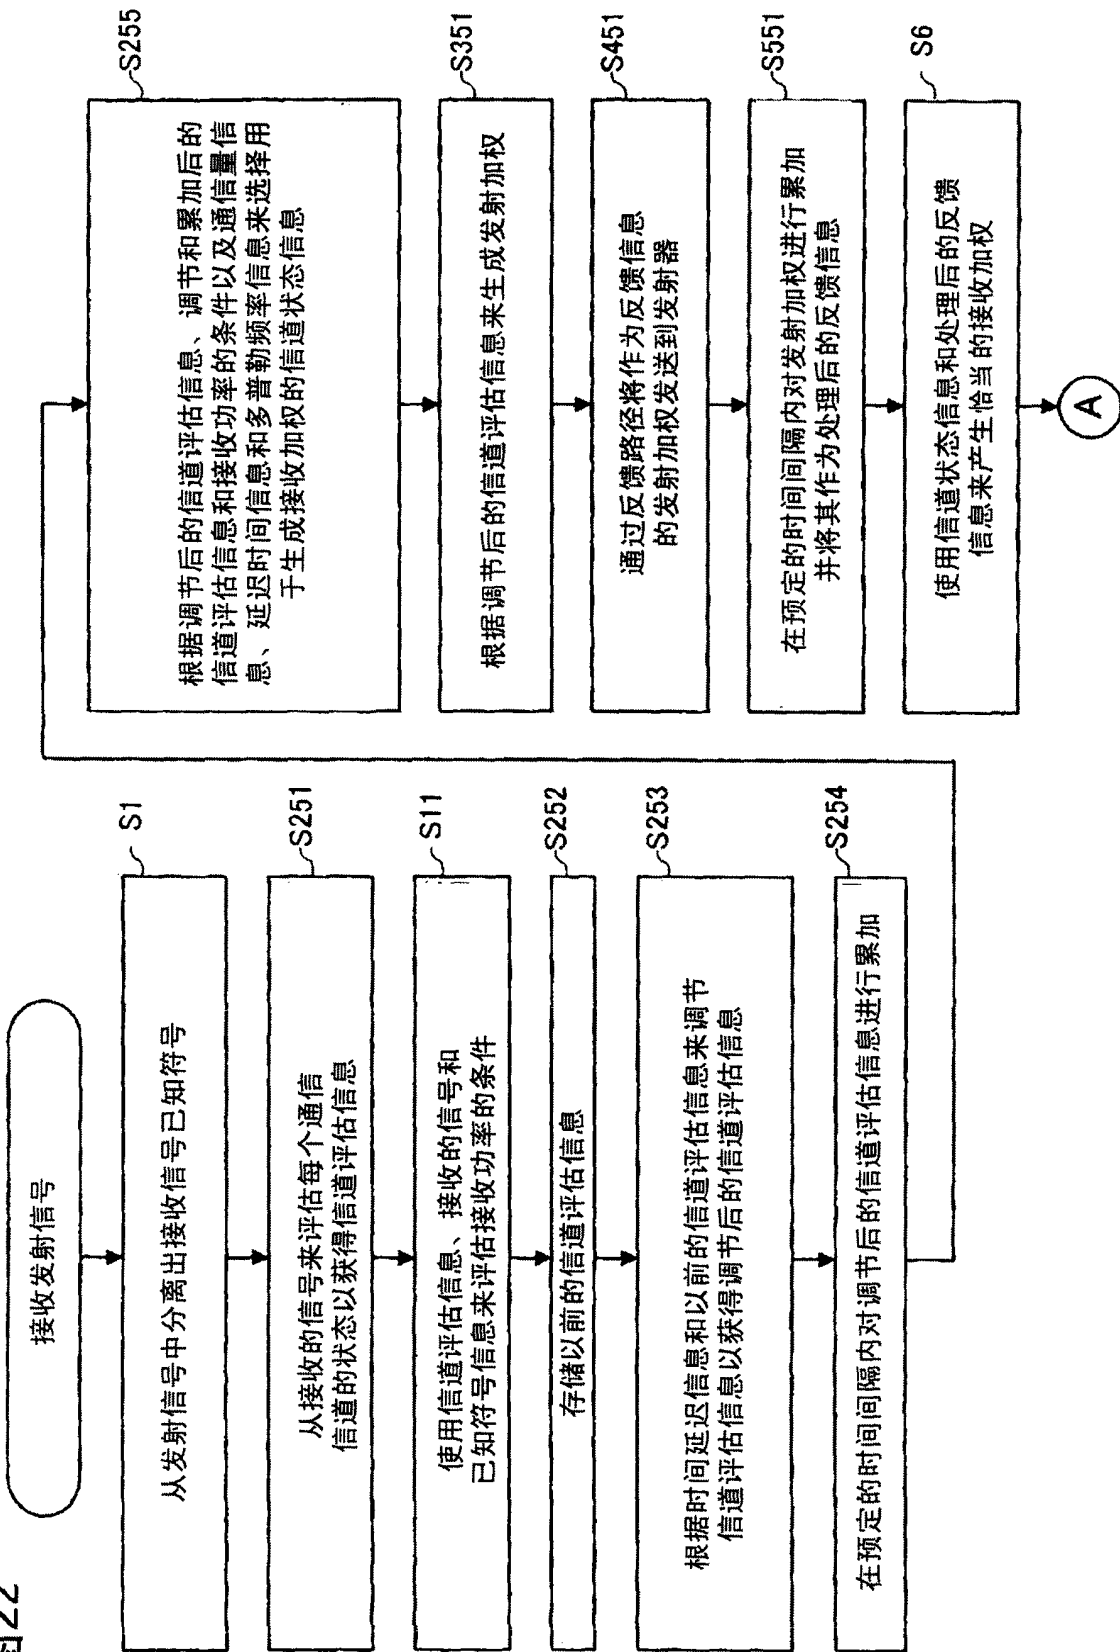 图22
接收发射信号
S1
从发射信号中分离出接收信号已知符号
S251
从接收的信号来评估每个通信
信道的状态以获得信道评估信息
S11
使用信道评估信息、接收的信号和
已知符号信息来评估接收功率的条件
S252
存储以前的信道评估信息
S253
根据时间延迟信息和以前的信道评估信息来调节
信道评估信息以获得调节后的信道评估信息
S254
在预定的时间间隔内对调节后的信道评估信息进行累加
S255
根据调节后的信道评估信息、调节和累加后的
信道评估信息和接收功率的条件以及通信量信
息、延迟时间信息和多普勒频率信息来选择用
于生成接收加权的信道状态信息
S351
根据调节后的信道评估信息来生成发射加权
S451
通过反馈路径将作为反馈信息
的发射加权发送到发射器
S551
在预定的时间间隔内对发射加权进行累加
并将其作为处理后的反馈信息
S6
使用信道状态信息和处理后的反馈
信息来产生恰当的接收加权
A